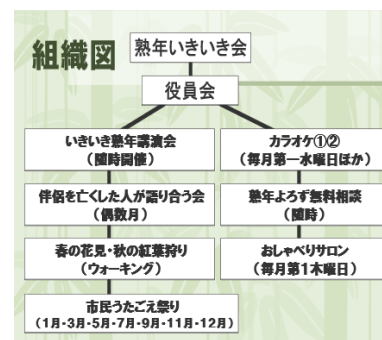 組織図
熟年いきいき会
役員会
いきいき熟年講演会
(随時開催)
伴侶を亡くした人が語り合う会
(偶数月)
春の花見・秋の紅葉狩り
(ウォーキング)
市民うたごえ祭り
(1月・3月・5月・7月・9月・11月・12月)
カラオケ①②
(毎月第一水曜日ほか)
熟年よろず無料相談
(随時)
おしゃべりサロン
(毎月第1木曜日)